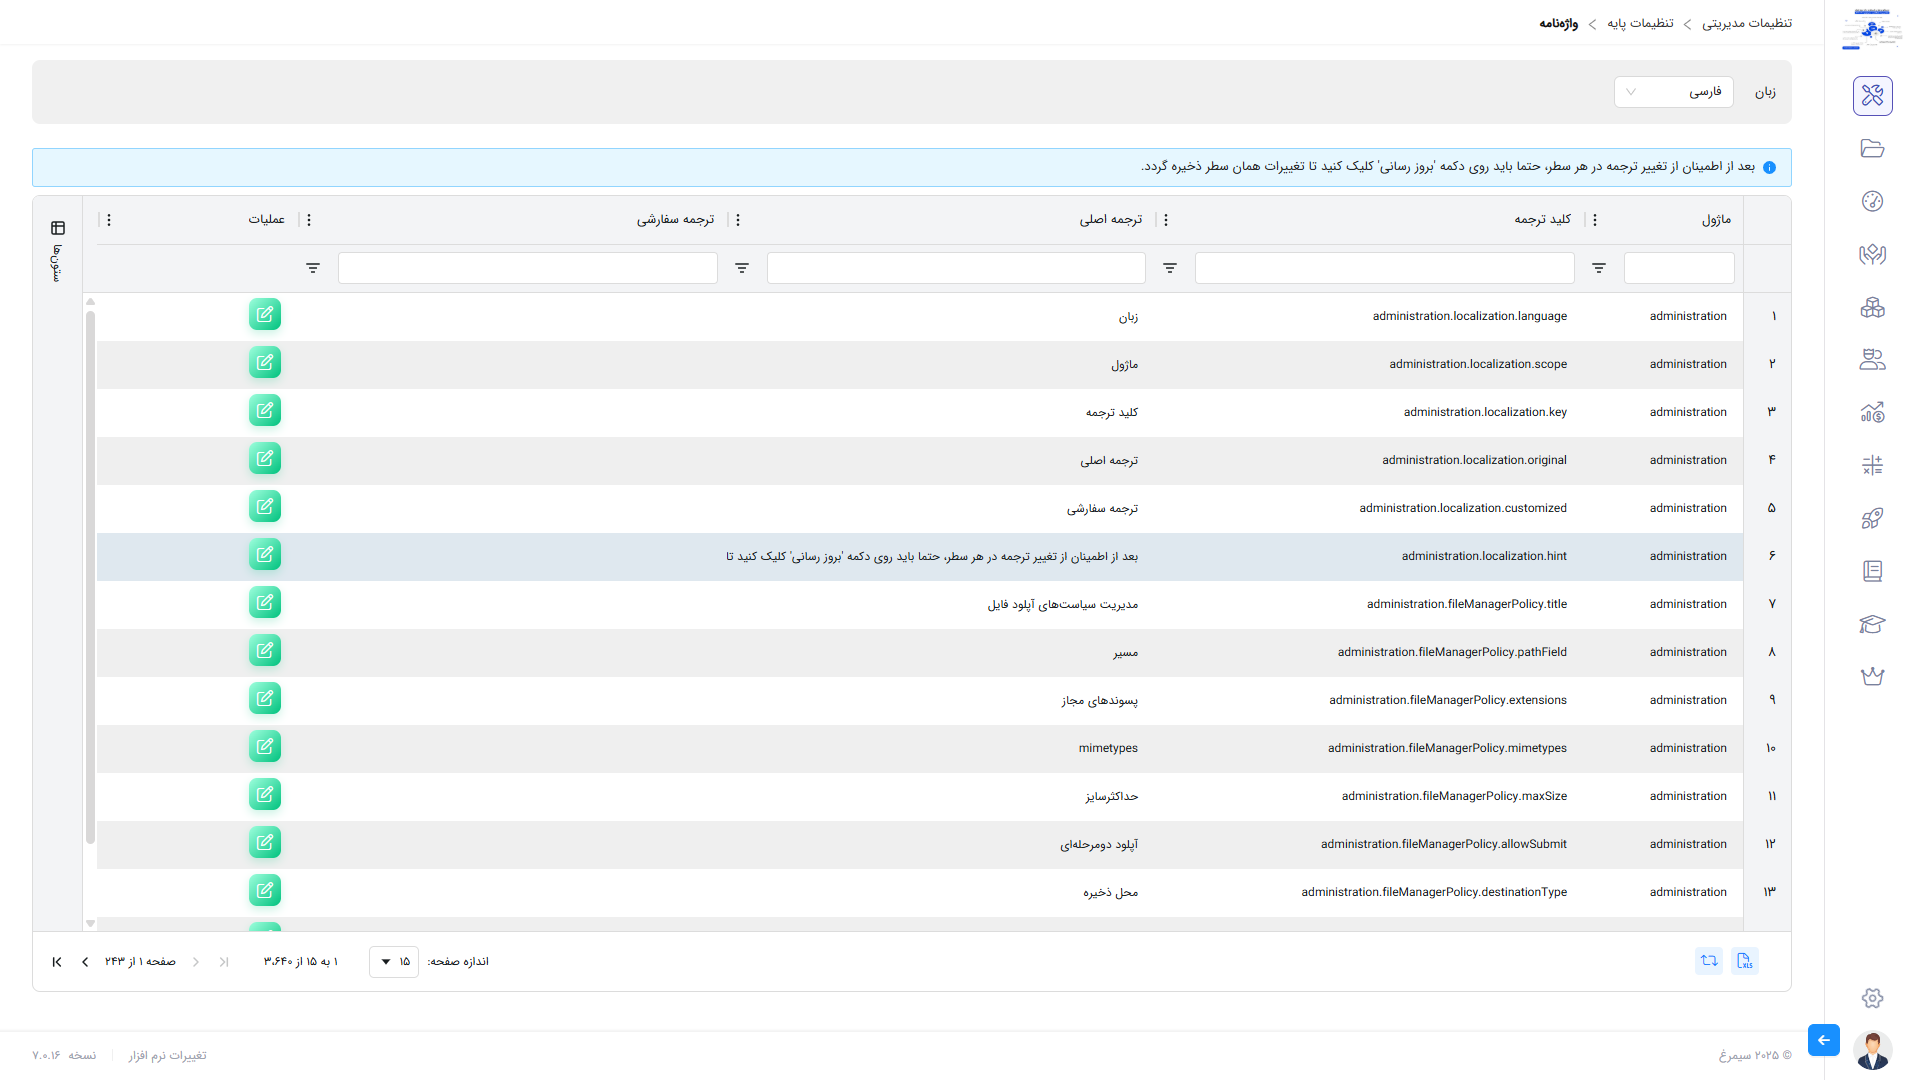 تنظیمات مدیریتی > تنظیمات پایه > واژه‌نامه
زبان فارسی
بعد از اطمینان از تغییر ترجمه در هر سطر، حتما باید روی دکمه 'بروز رسانی' کلیک کنید تا تغییرات همان سطر ذخیره گردد.
ماژول کلید ترجمه ترجمه اصلی ترجمه سفارشی عملیات
ستون‌ها
۱ administration administration.localization.language زبان
۲ administration administration.localization.scope ماژول
۳ administration administration.localization.key کلید ترجمه
۴ administration administration.localization.original ترجمه اصلی
۵ administration administration.localization.customized ترجمه سفارشی
۶ administration administration.localization.hint بعد از اطمینان از تغییر ترجمه در هر سطر، حتما باید روی دکمه 'بروز رسانی' کلیک کنید تا
۷ administration administration.fileManagerPolicy.title مدیریت سیاست‌های آپلود فایل
۸ administration administration.fileManagerPolicy.pathField مسیر
۹ administration administration.fileManagerPolicy.extensions پسوندهای مجاز
۱۰ administration administration.fileManagerPolicy.mimetypes mimetypes
۱۱ administration administration.fileManagerPolicy.maxSize حداکثرسایز
۱۲ administration administration.fileManagerPolicy.allowSubmit آپلود دومرحله‌ای
۱۳ administration administration.fileManagerPolicy.destinationType محل ذخیره
XLS
اندازه صفحه: ۱۵ ۱ به ۱۵ از ۳،۶۴۰ صفحه ۱ از ۲۴۳
© ۲۰۲۵ سیمرغ
تغییرات نرم افزار نسخه ۷.۰.۱۶